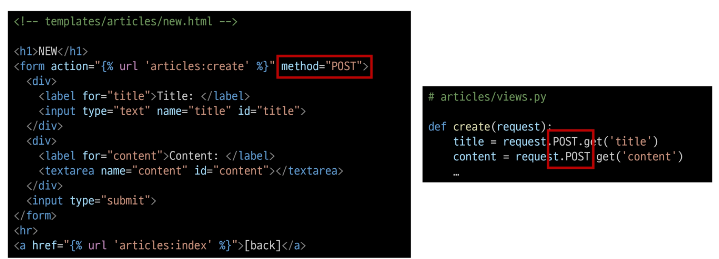 <!-- templates/articles/new.html -->
<h1>NEW</h1>
<form action="{% url 'articles:create' %}" method="POST">
  <div>
    <label for="title">Title: </label>
    <input type="text" name="title" id="title">
  </div>
  <div>
    <label for="content">Content: </label>
    <textarea name="content" id="content"></textarea>
  </div>
  <input type="submit">
</form>
<hr>
<a href="{% url 'articles:index' %}">[back]</a>
# articles/views.py
def create(request):
    title = request.POST.get('title')
    content = request.POST.get('content')
    …